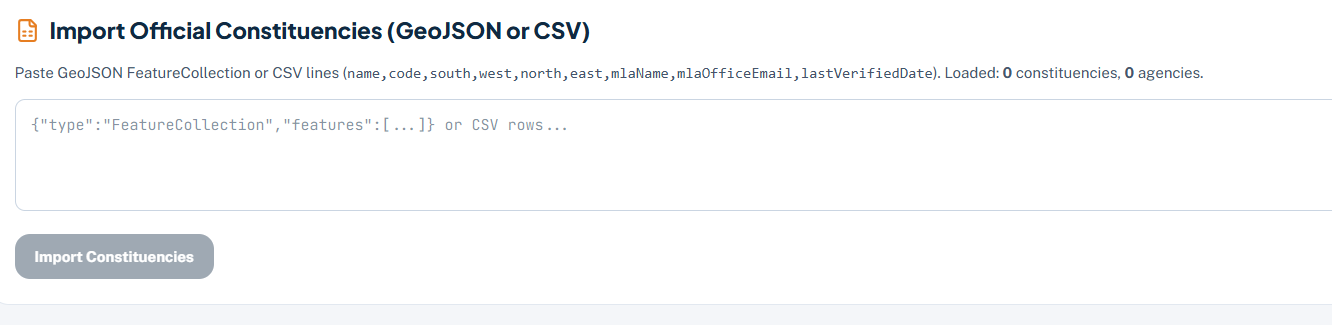 Import Official Constituencies (GeoJSON or CSV)
Paste GeoJSON FeatureCollection or CSV lines (name,code,south,west,north,east,mlaName,mlaOfficeEmail,lastVerifiedDate). Loaded: 0 constituencies, 0 agencies.
{"type":"FeatureCollection","features":[...]} or CSV rows...
Import Constituencies